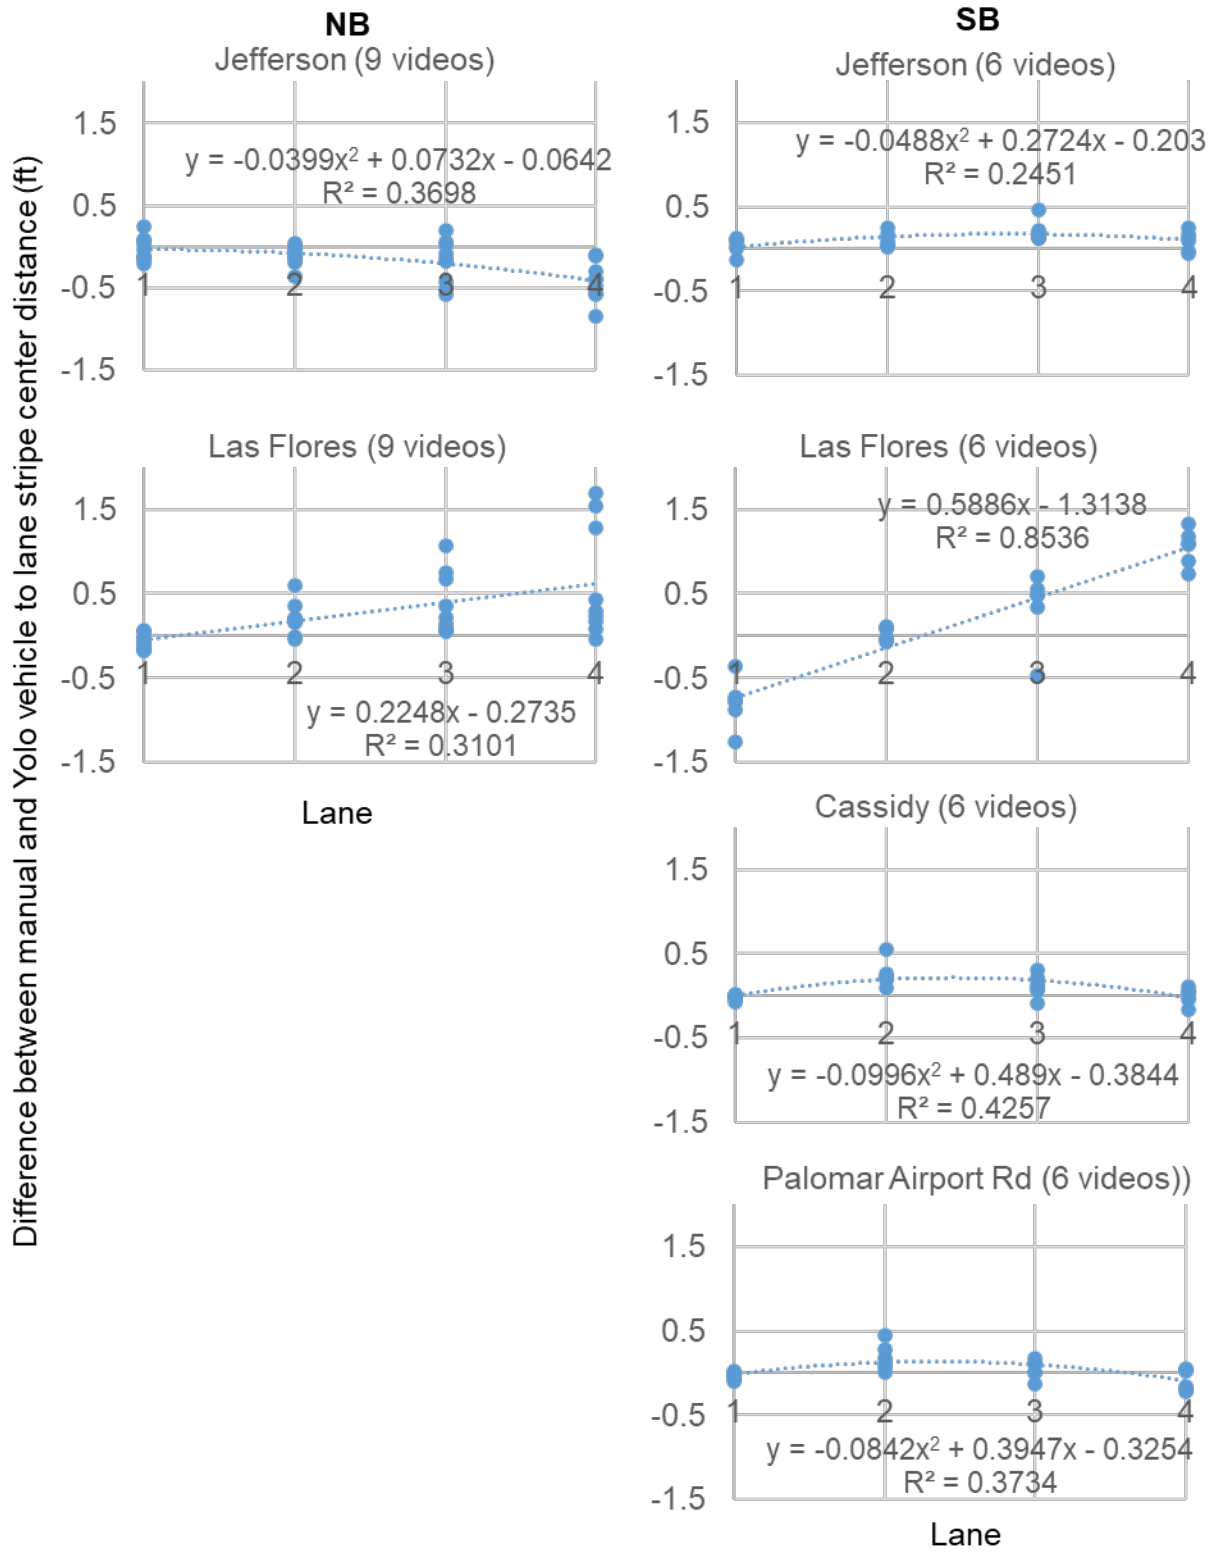 Difference between manual and Yolo vehicle to lane stripe center distance (ft)
NB
Jefferson (9 videos)
1.5
0.5
-0.5
-1.5
y = -0.0399x² + 0.0732x - 0.0642
R² = 0.3698
1 2 3 4
Las Flores (9 videos)
1.5
0.5
-0.5
-1.5
1 2 3 4
y = 0.2248x - 0.2735
R² = 0.3101
Lane
SB
Jefferson (6 videos)
1.5
0.5
-0.5
-1.5
y = -0.0488x² + 0.2724x - 0.203
R² = 0.2451
1 2 3 4
Las Flores (6 videos)
1.5
0.5
-0.5
-1.5
y = 0.5886x - 1.3138
R² = 0.8536
1 2 3 4
Cassidy (6 videos)
1.5
0.5
-0.5
-1.5
1 2 3 4
y = -0.0996x² + 0.489x - 0.3844
R² = 0.4257
Palomar Airport Rd (6 videos))
1.5
0.5
-0.5
-1.5
1 2 3 4
y = -0.0842x² + 0.3947x - 0.3254
R² = 0.3734
Lane